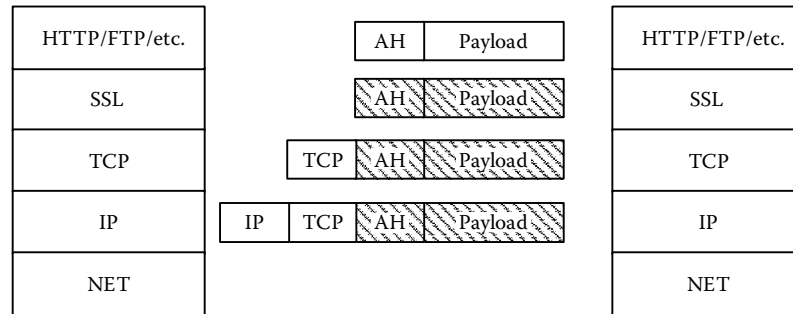 HTTP/FTP/etc. AH Payload HTTP/FTP/etc.
SSL AH Payload SSL
TCP TCP AH Payload TCP
IP IP TCP AH Payload IP
NET NET